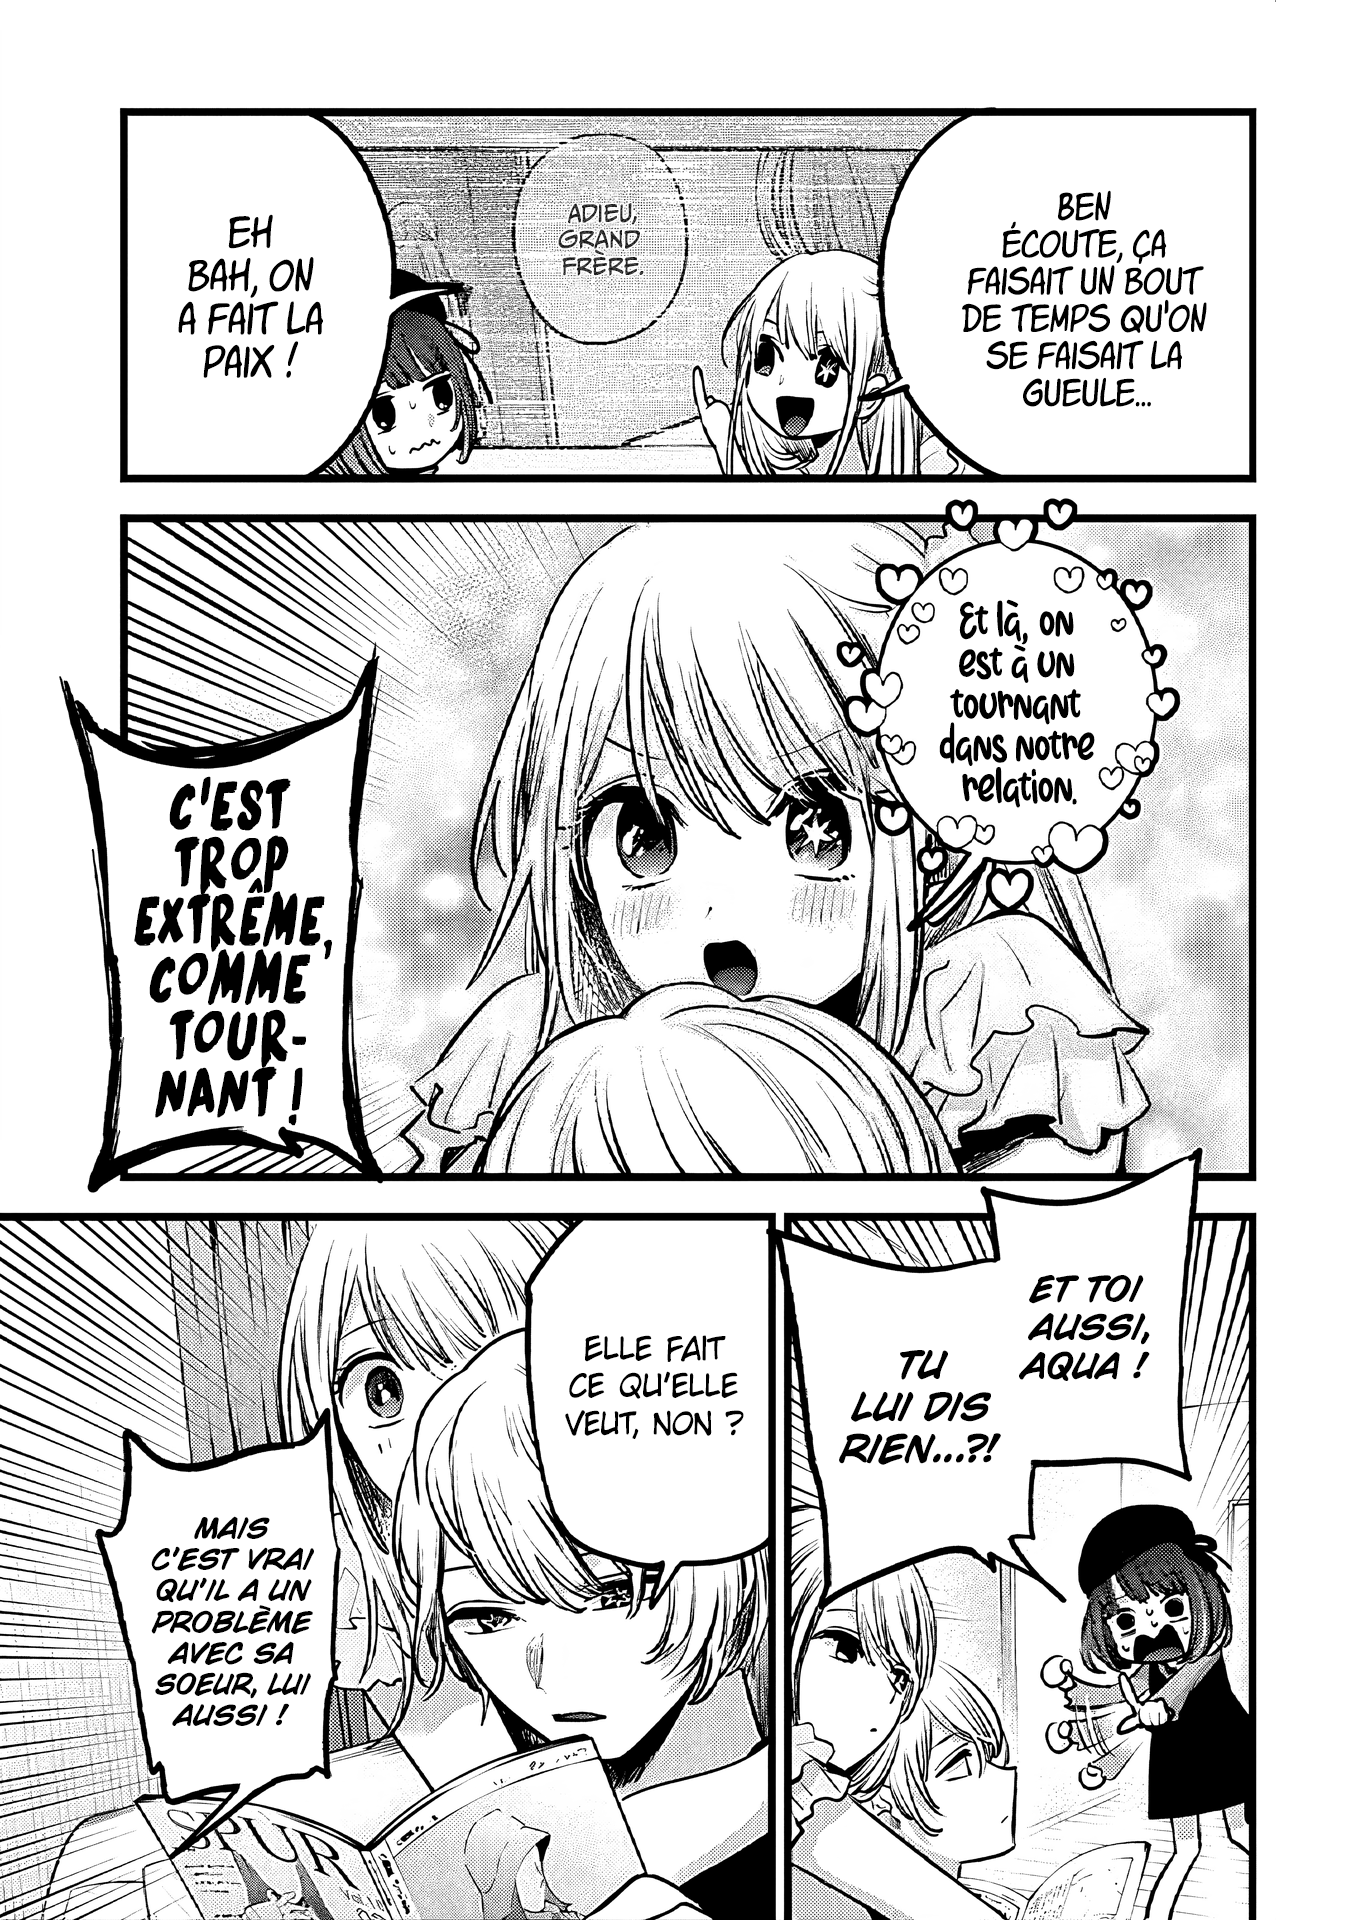 BEN
ÉCOUTE, ÇA
FAISAIT UN BOUT
DE TEMPS QU'ON
SE FAISAIT LA
GUEULE...
ADIEU,
GRAND
FRÈRE.
EH
BAH, ON
A FAIT LA
PAIX !
Et là, on
est à un
tournant
dans notre
relation.
C'EST
TROP
EXTRÊME,
COMME
TOUR-
NANT !
ET TOI
AUSSI,
AQUA !
TU
LUI DIS
RIEN...?!
ELLE FAIT
CE QU'ELLE
VEUT, NON ?
MAIS
C'EST VRAI
QU'IL A UN
PROBLÈME
AVEC SA
SOEUR, LUI
AUSSI !